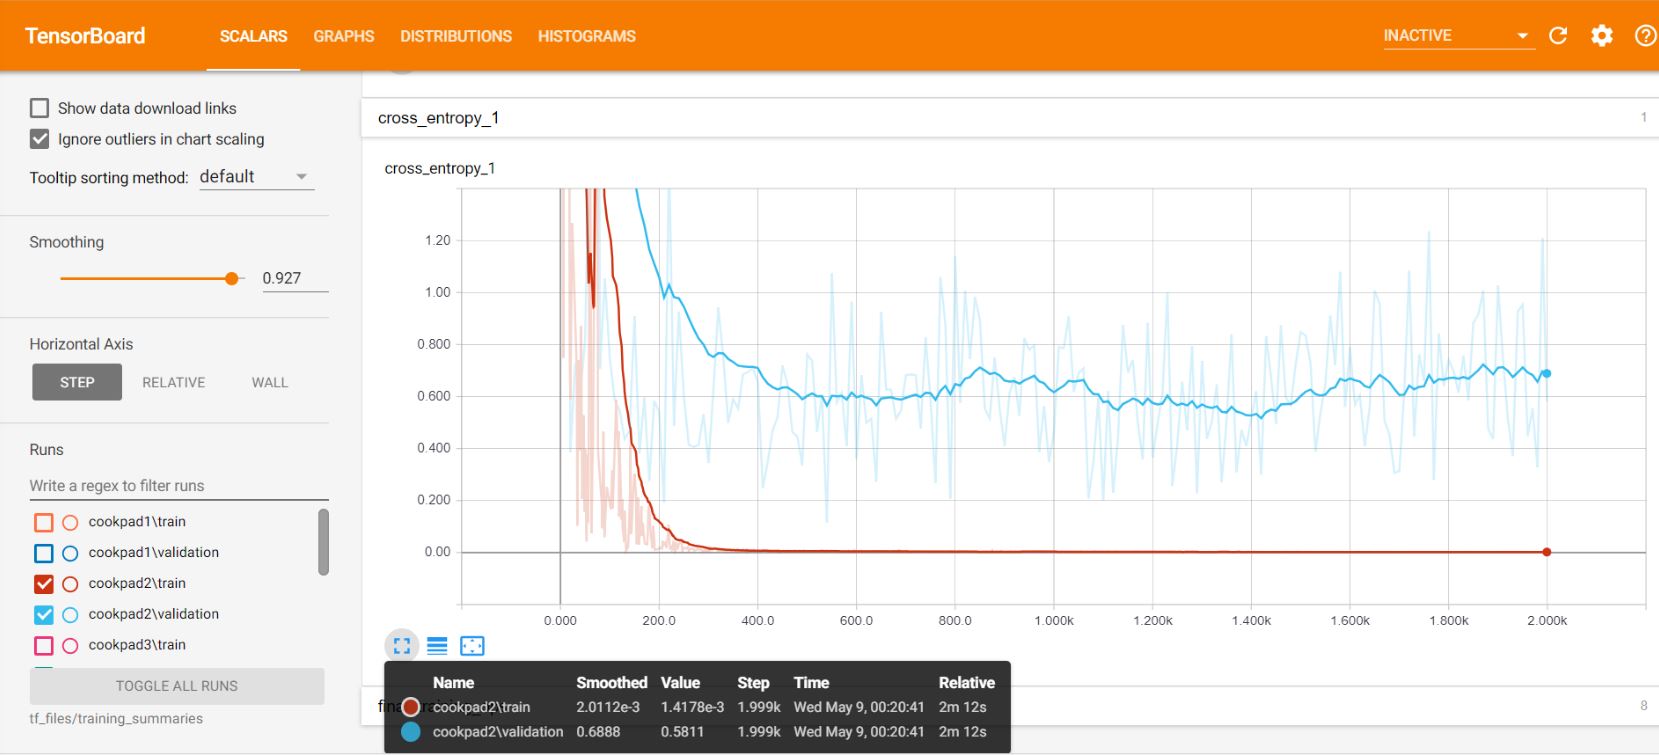 TensorBoard SCALARS GRAPHS DISTRIBUTIONS HISTOGRAMS INACTIVE
Show data download links
Ignore outliers in chart scaling
Tooltip sorting method: default
Smoothing
0.927
Horizontal Axis
STEP RELATIVE WALL
Runs
Write a regex to filter runs
cookpad1\train
cookpad1\validation
cookpad2\train
cookpad2\validation
cookpad3\train
TOGGLE ALL RUNS
tf_files/training_summaries
cross_entropy_1 1
cross_entropy_1
1.20
1.00
0.800
0.600
0.400
0.200
0.00
0.000 200.0 400.0 600.0 800.0 1.000k 1.200k 1.400k 1.600k 1.800k 2.000k
Name Smoothed Value Step Time Relative
cookpad2\train 2.0112e-3 1.4178e-3 1.999k Wed May 9, 00:20:41 2m 12s
cookpad2\validation 0.6888 0.5811 1.999k Wed May 9, 00:20:41 2m 12s
8